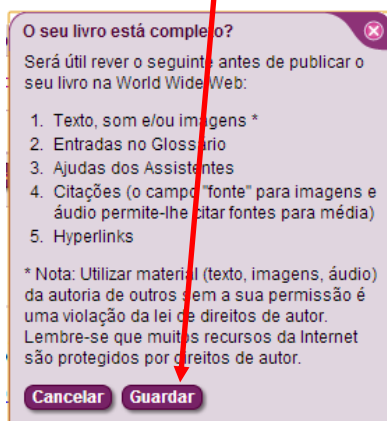 O seu livro está completo?
Será útil rever o seguinte antes de publicar o
seu livro na World Wide Web:
1. Texto, som e/ou imagens *
2. Entradas no Glossário
3. Ajudas dos Assistentes
4. Citações (o campo "fonte" para imagens e
áudio permite-lhe citar fontes para média)
5. Hyperlinks
* Nota: Utilizar material (texto, imagens, áudio)
da autoria de outros sem a sua permissão é
uma violação da lei de direitos de autor.
Lembre-se que muitos recursos da Internet
são protegidos por direitos de autor.
Cancelar Guardar